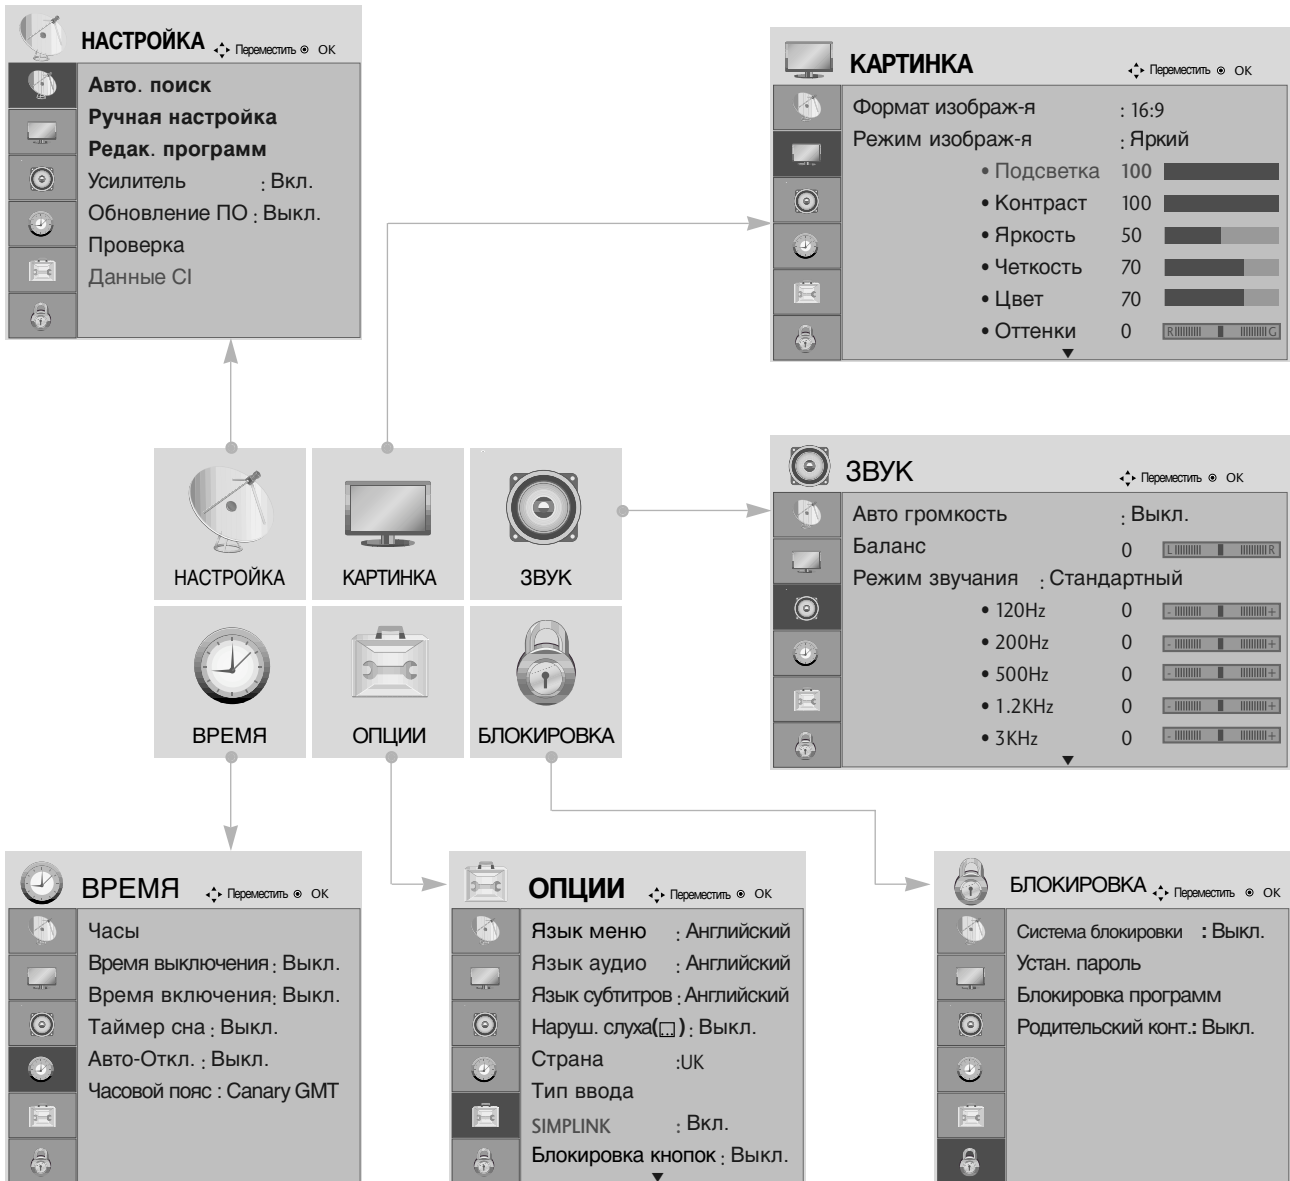 НАСТРОЙКА Переместить OK
Авто. поиск
Ручная настройка
Редак. программ
Усилитель : Вкл.
Обновление ПО : Выкл.
Проверка
Данные CI
КАРТИНКА Переместить OK
Формат изображ-я : 16:9
Режим изображ-я : Яркий
• Подсветка 100
• Контраст 100
• Яркость 50
• Четкость 70
• Цвет 70
• Оттенки 0 R G
НАСТРОЙКА
КАРТИНКА
ЗВУК
ВРЕМЯ
ОПЦИИ
БЛОКИРОВКА
ЗВУК Переместить OK
Авто громкость : Выкл.
Баланс 0 L R
Режим звучания : Стандартный
• 120Hz 0 - +
• 200Hz 0 - +
• 500Hz 0 - +
• 1.2KHz 0 - +
• 3KHz 0 - +
ВРЕМЯ Переместить OK
Часы
Время выключения : Выкл.
Время включения : Выкл.
Таймер сна : Выкл.
Авто-Откл. : Выкл.
Часовой пояс : Canary GMT
ОПЦИИ Переместить OK
Язык меню : Английский
Язык аудио : Английский
Язык субтитров : Английский
Наруш. слуха( ) : Выкл.
Страна :UK
Тип ввода
SIMPLINK : Вкл.
Блокировка кнопок : Выкл.
БЛОКИРОВКА Переместить OK
Система блокировки : Выкл.
Устан. пароль
Блокировка программ
Родительский конт.: Выкл.